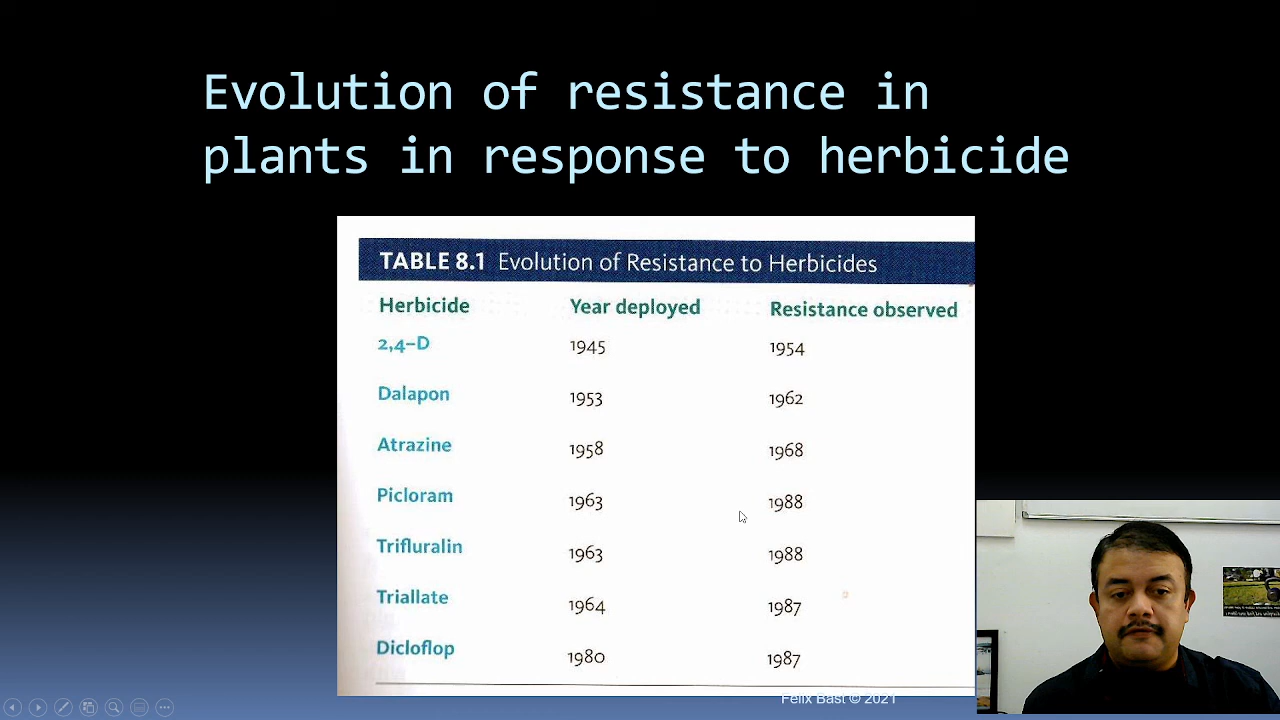 Evolution of resistance in
plants in response to herbicide
TABLE 8.1 Evolution of Resistance to Herbicides
Herbicide Year deployed Resistance observed
2,4-D 1945 1954
Dalapon 1953 1962
Atrazine 1958 1968
Picloram 1963 1988
Trifluralin 1963 1988
Triallate 1964 1987
Dicloflop 1980 1987
Felix Bast © 2021